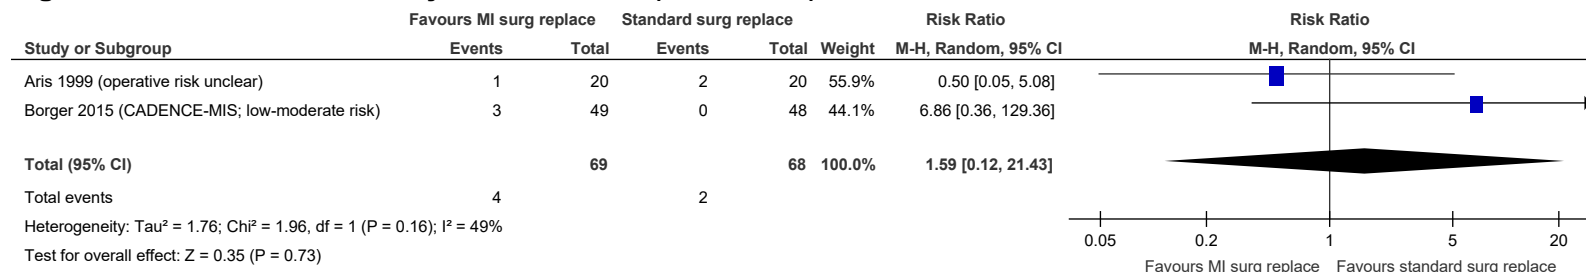 Favours MI surg replace Standard surg replace Risk Ratio Risk Ratio
Study or Subgroup Events Total Events Total Weight M-H, Random, 95% CI M-H, Random, 95% CI
Aris 1999 (operative risk unclear) 1 20 2 20 55.9% 0.50 [0.05, 5.08]
Borger 2015 (CADENCE-MIS; low-moderate risk) 3 49 0 48 44.1% 6.86 [0.36, 129.36]
Total (95% CI) 69 68 100.0% 1.59 [0.12, 21.43]
Total events 4 2
Heterogeneity: Tau² = 1.76; Chi² = 1.96, df = 1 (P = 0.16); I² = 49%
Test for overall effect: Z = 0.35 (P = 0.73)
0.05 0.2 1 5 20
Favours MI surg replace Favours standard surg replace